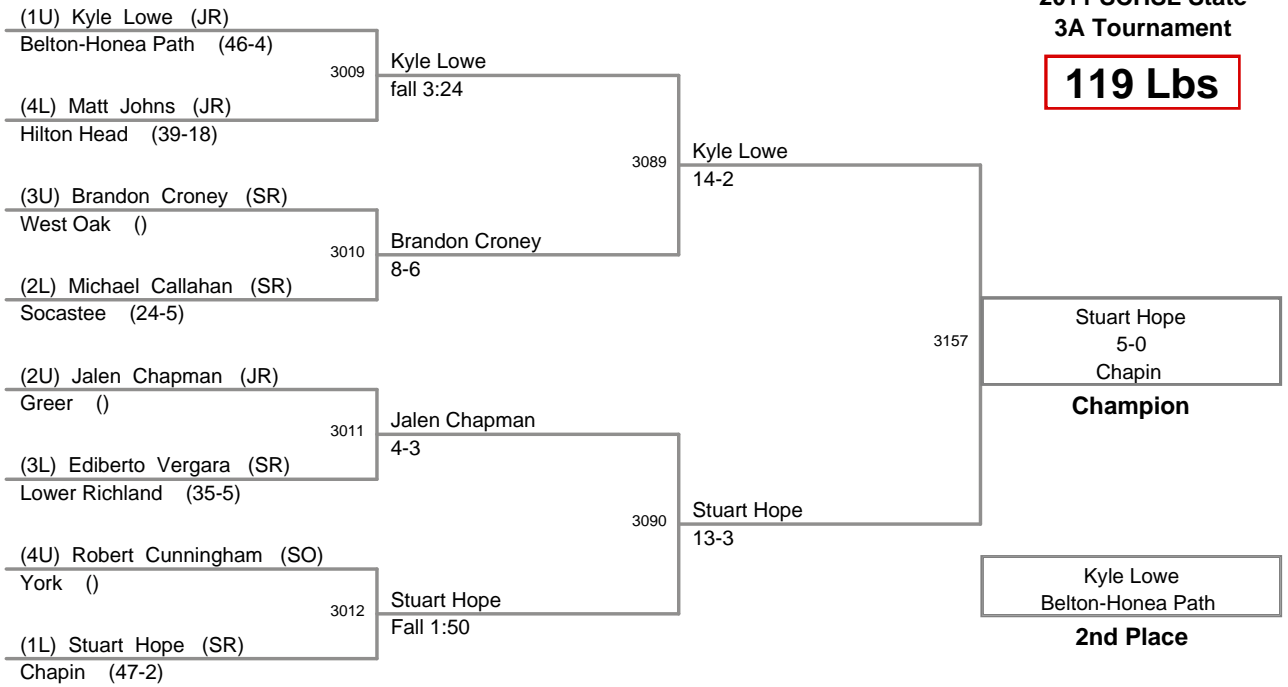 3A Tournament
119 Lbs
(1U) Kyle Lowe (JR)
Belton-Honea Path (46-4)
3009
Kyle Lowe
fall 3:24
(4L) Matt Johns (JR)
Hilton Head (39-18)
3089
Kyle Lowe
14-2
(3U) Brandon Croney (SR)
West Oak ()
3010
Brandon Croney
8-6
(2L) Michael Callahan (SR)
Socastee (24-5)
3157
Stuart Hope
5-0
Chapin
Champion
(2U) Jalen Chapman (JR)
Greer ()
3011
Jalen Chapman
4-3
(3L) Ediberto Vergara (SR)
Lower Richland (35-5)
3090
Stuart Hope
13-3
(4U) Robert Cunningham (SO)
York ()
3012
Stuart Hope
Fall 1:50
(1L) Stuart Hope (SR)
Chapin (47-2)
Kyle Lowe
Belton-Honea Path
2nd Place